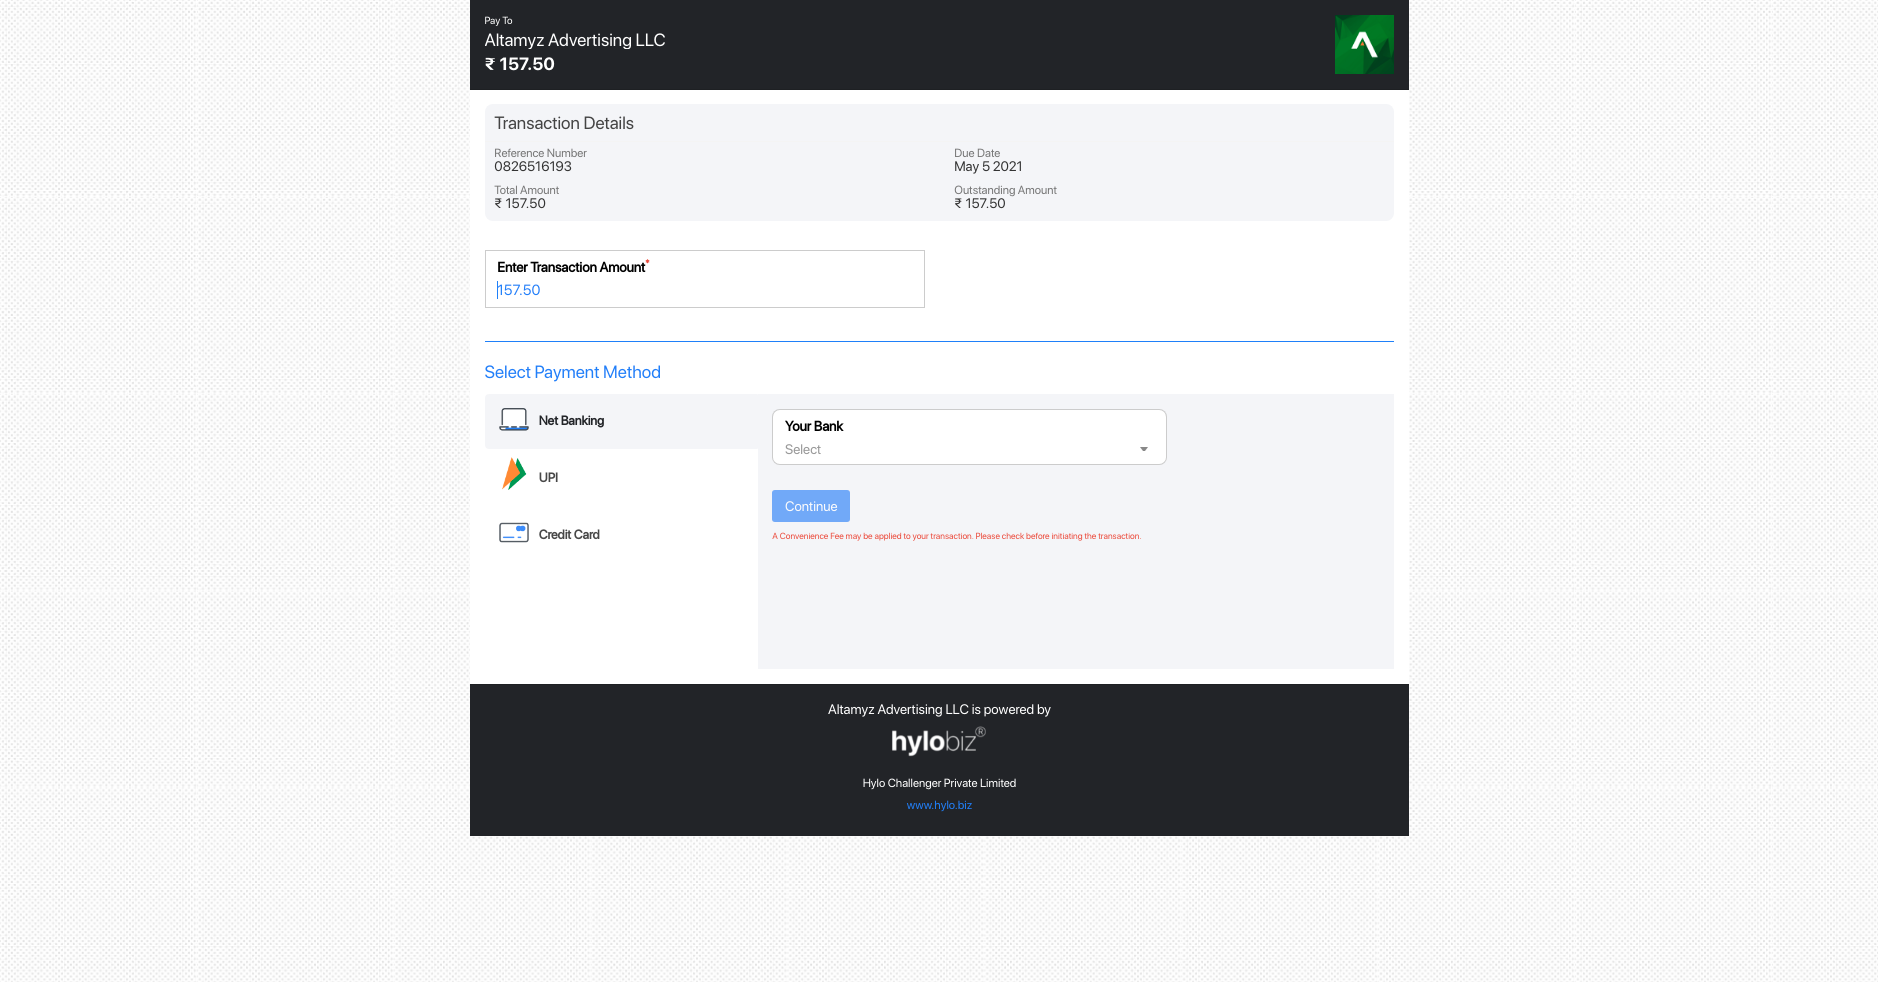 Pay To
Altamyz Advertising LLC
₹ 157.50
Transaction Details
Reference Number
0826516193
Due Date
May 5 2021
Total Amount
₹ 157.50
Outstanding Amount
₹ 157.50
Enter Transaction Amount*
157.50
Select Payment Method
Net Banking
UPI
Credit Card
Your Bank
Select
Continue
A Convenience Fee may be applied to your transaction. Please check before initiating the transaction.
Altamyz Advertising LLC is powered by
hylobiz®
Hylo Challenger Private Limited
www.hylo.biz